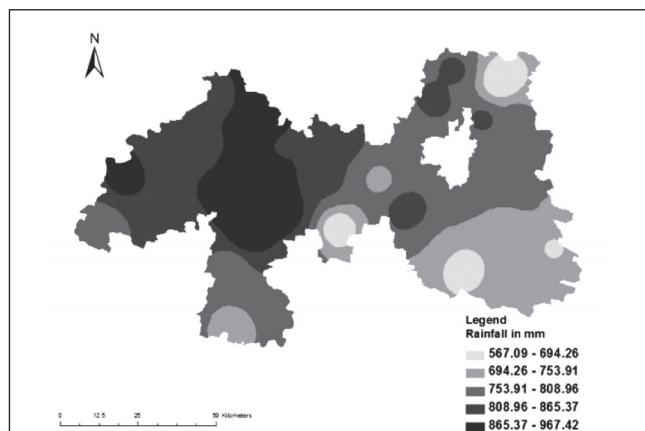 N
Legend
Rainfall in mm
567.09 - 694.26
694.26 - 753.91
753.91 - 808.96
808.96 - 865.37
865.37 - 967.42
0 12.5 25 50 Kilometers